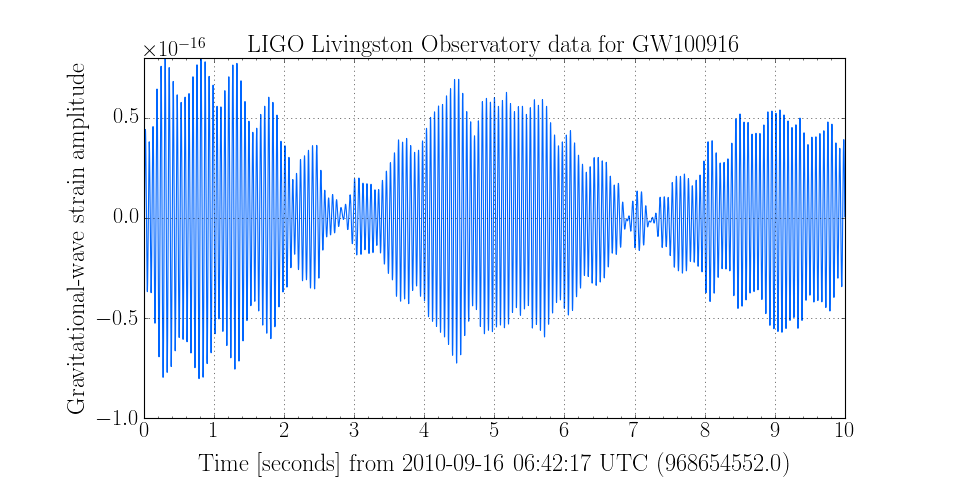 ×10⁻¹⁶
LIGO Livingston Observatory data for GW100916
Gravitational-wave strain amplitude
0.5
0.0
−0.5
−1.0
0 1 2 3 4 5 6 7 8 9 10
Time [seconds] from 2010-09-16 06:42:17 UTC (968654552.0)